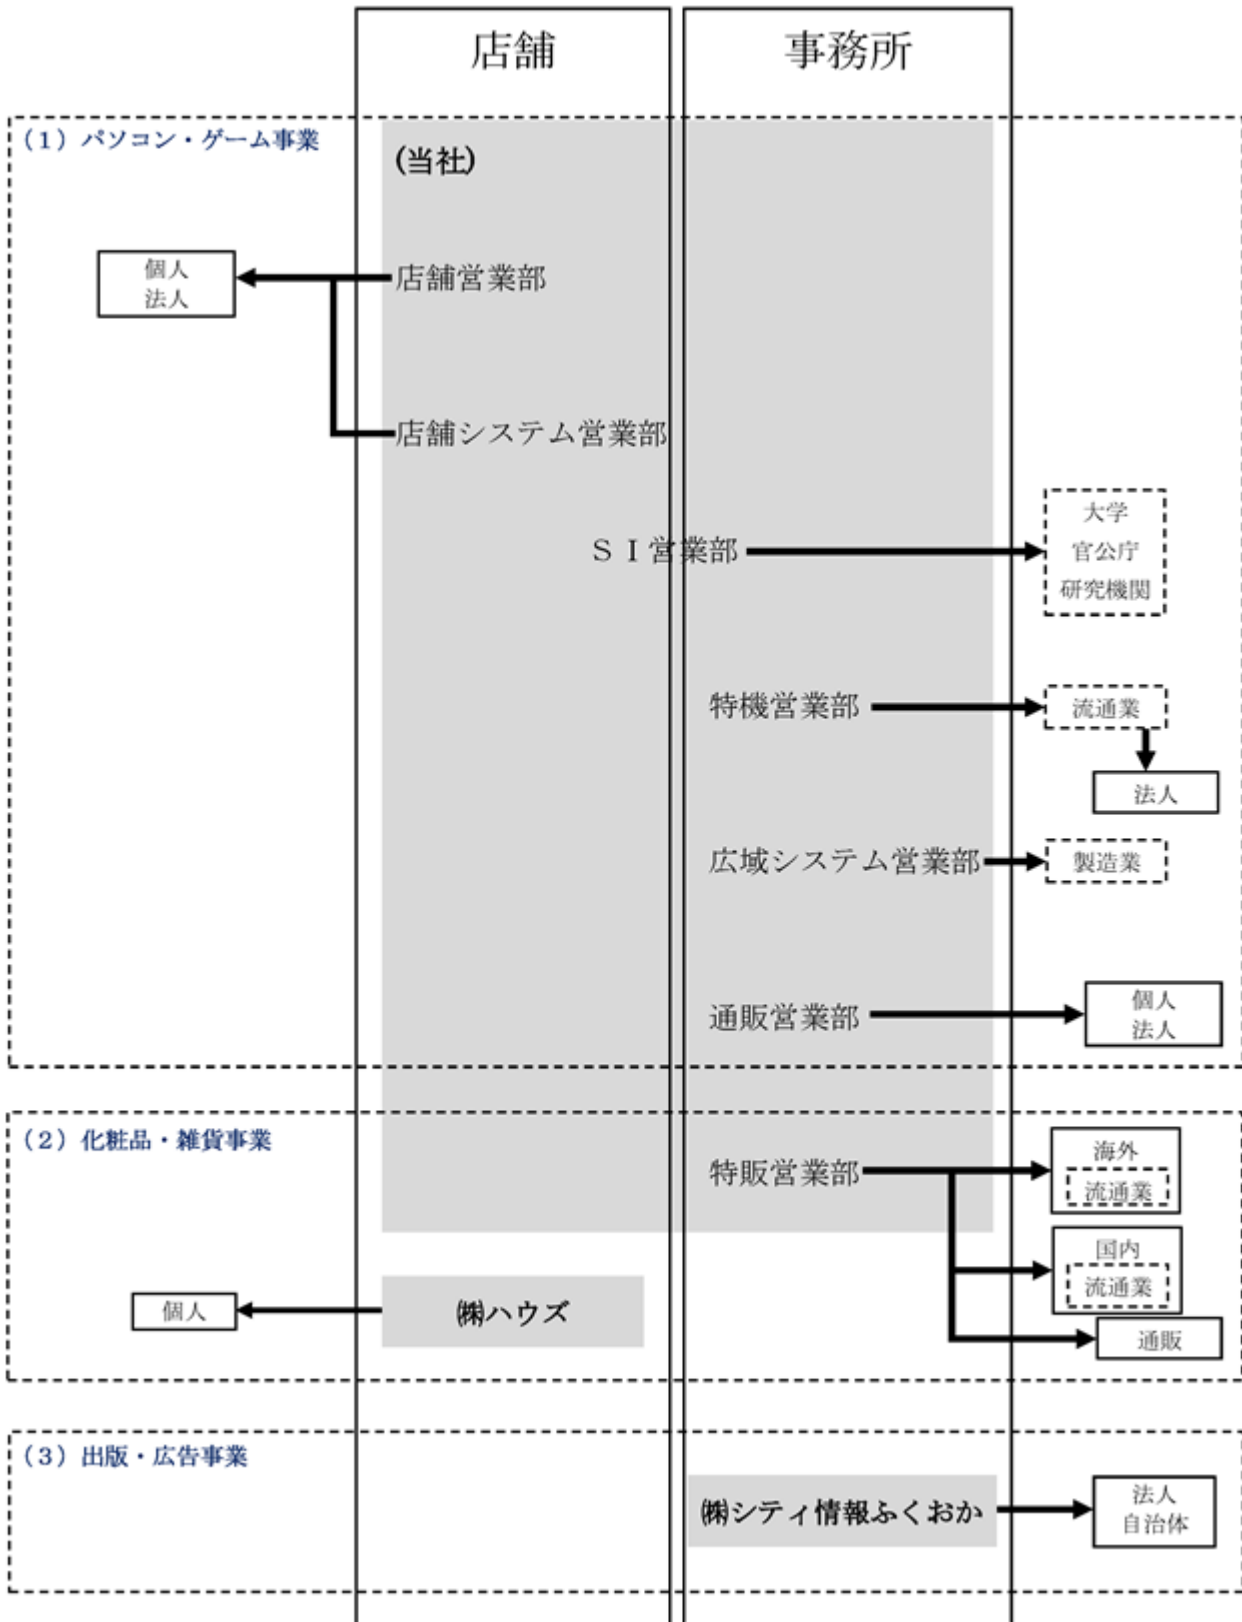 店舗
事務所
（1）パソコン・ゲーム事業
(当社)
個人
法人
店舗営業部
店舗システム営業部
ＳＩ営業部
大学
官公庁
研究機関
特機営業部
流通業
法人
広域システム営業部
製造業
通販営業部
個人
法人
（2）化粧品・雑貨事業
特販営業部
海外
流通業
国内
流通業
通販
個人
㈱ハウズ
（3）出版・広告事業
㈱シティ情報ふくおか
法人
自治体